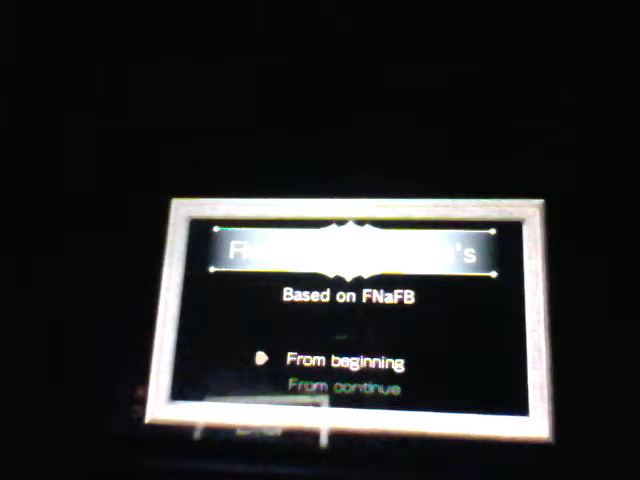 's
Based on FNaFB
From beginning
From continue